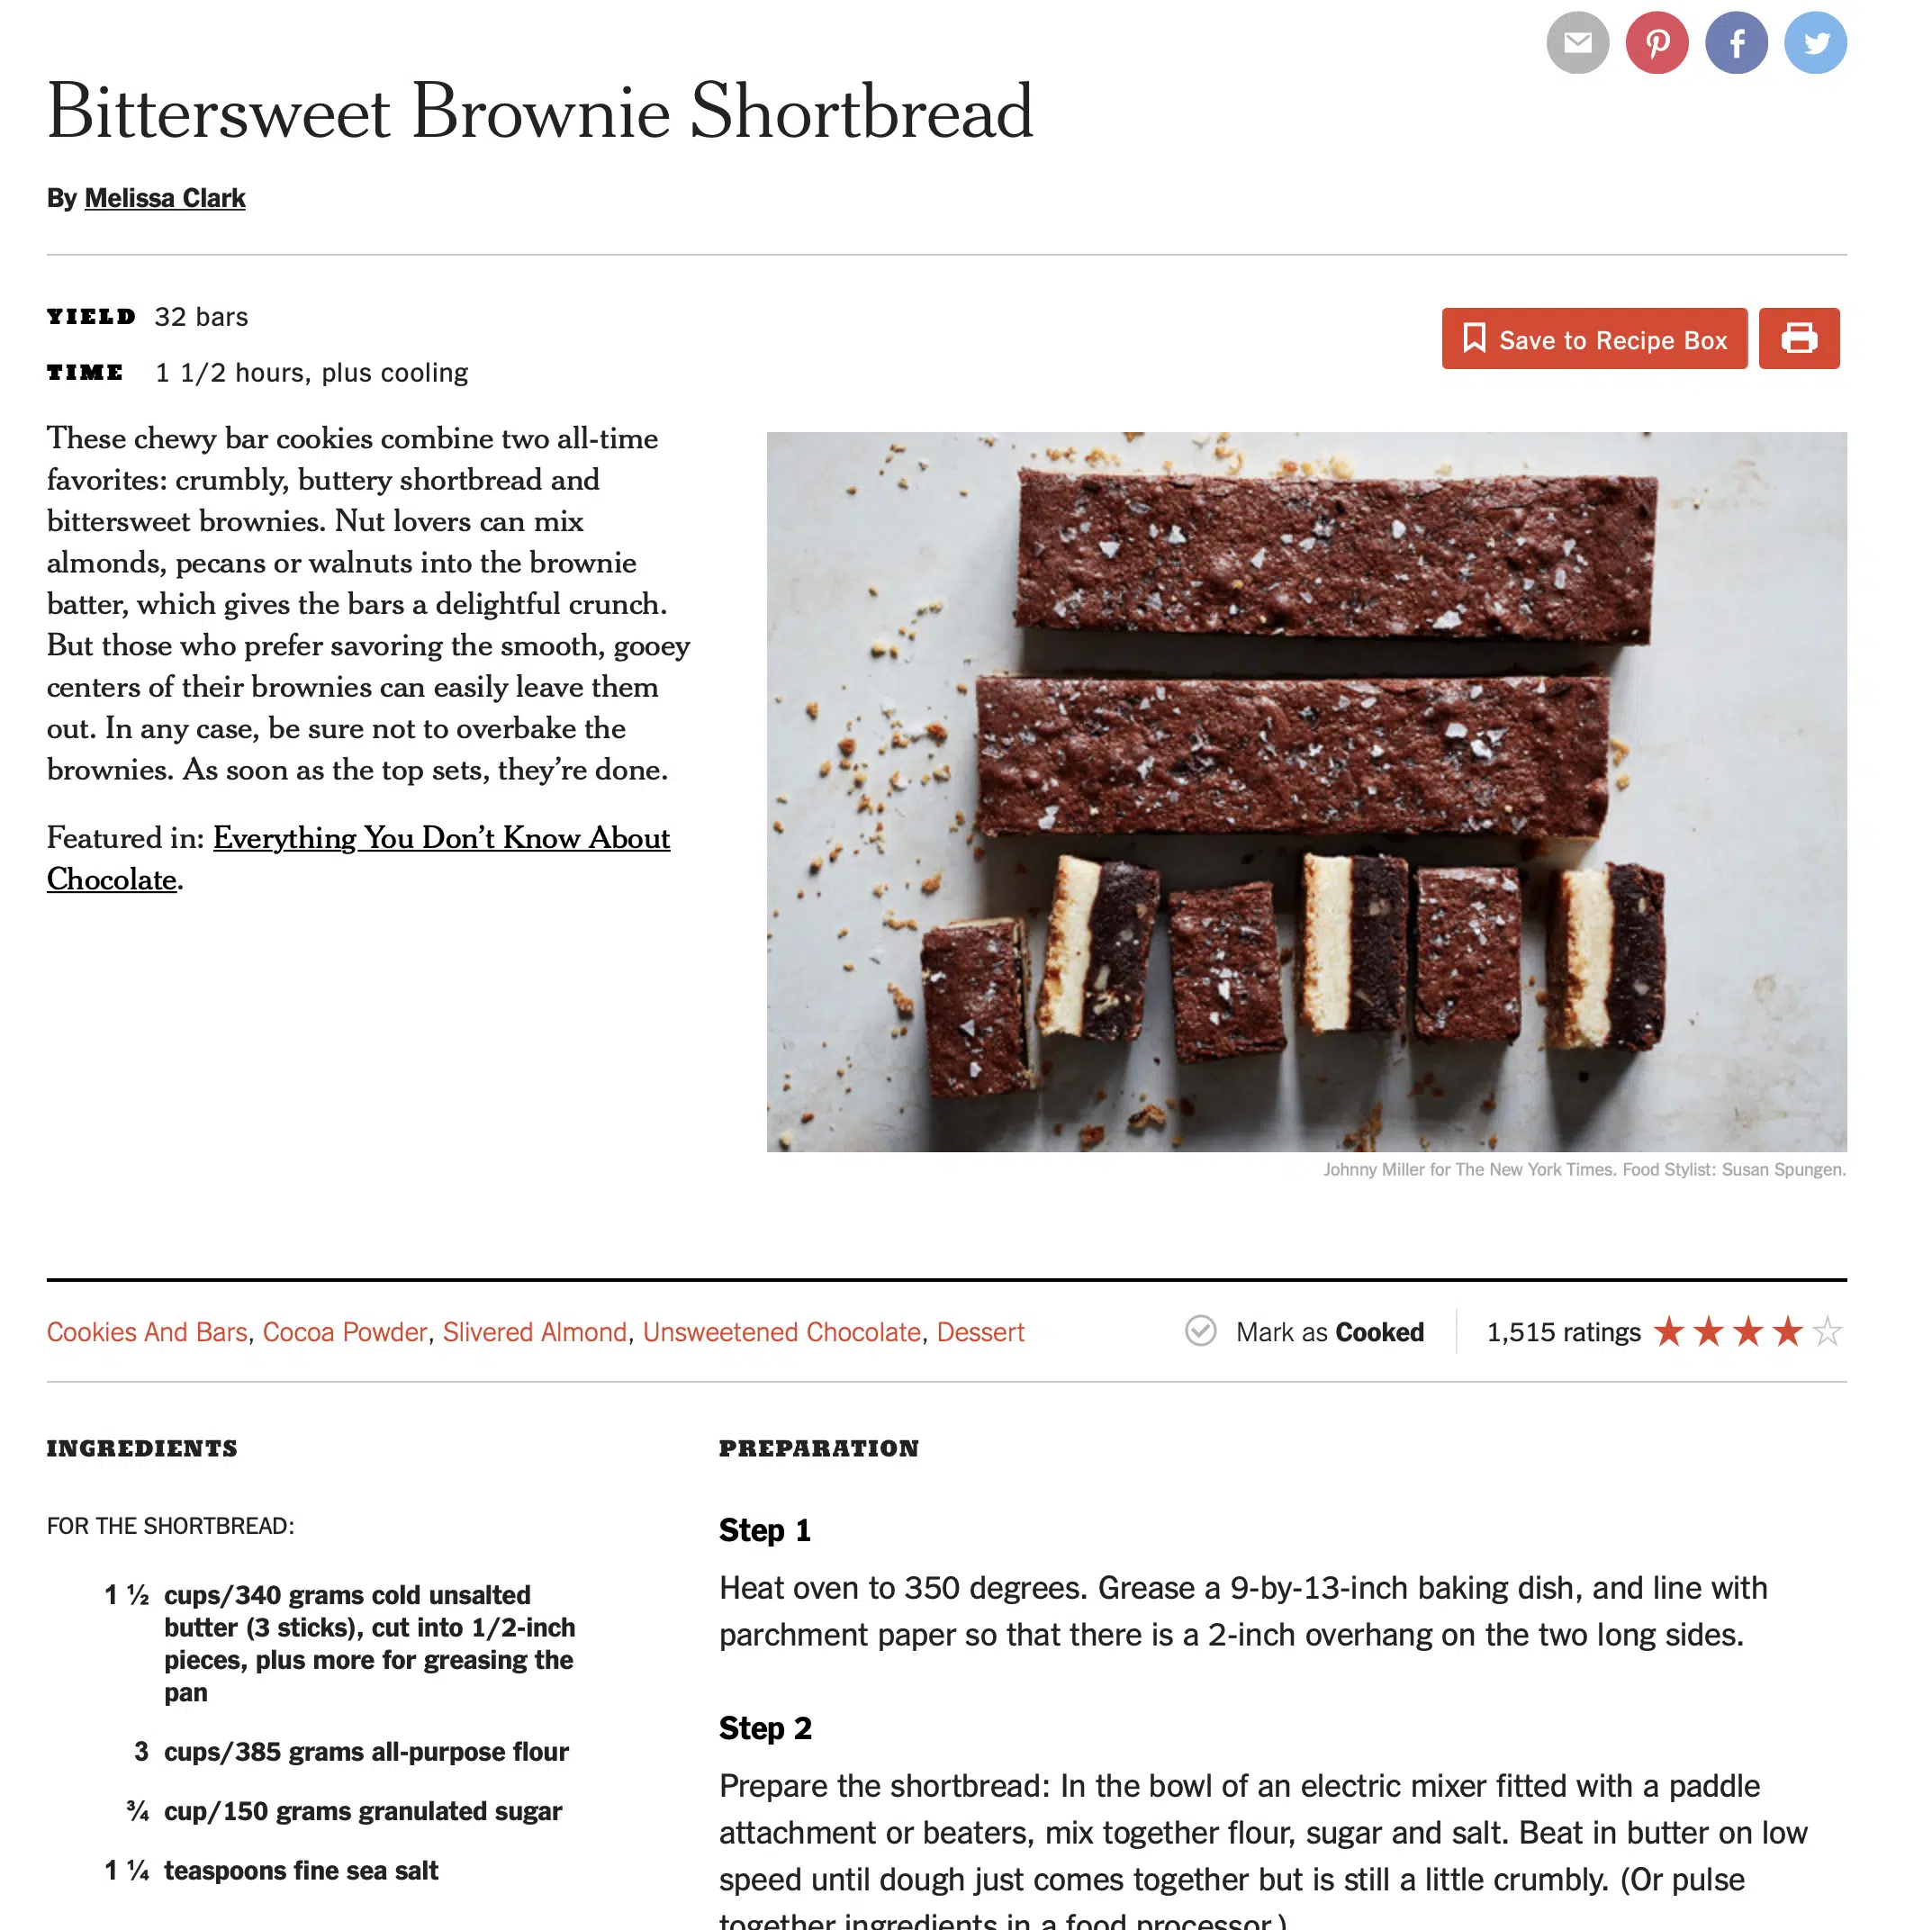 Bittersweet Brownie Shortbread
By Melissa Clark
YIELD 32 bars
TIME 1 1/2 hours, plus cooling
Save to Recipe Box
These chewy bar cookies combine two all-time
favorites: crumbly, buttery shortbread and
bittersweet brownies. Nut lovers can mix
almonds, pecans or walnuts into the brownie
batter, which gives the bars a delightful crunch.
But those who prefer savoring the smooth, gooey
centers of their brownies can easily leave them
out. In any case, be sure not to overbake the
brownies. As soon as the top sets, they’re done.
Featured in: Everything You Don’t Know About
Chocolate.
Johnny Miller for The New York Times. Food Stylist: Susan Spungen.
Cookies And Bars, Cocoa Powder, Slivered Almond, Unsweetened Chocolate, Dessert
Mark as Cooked
1,515 ratings
INGREDIENTS
FOR THE SHORTBREAD:
1 ½ cups/340 grams cold unsalted
butter (3 sticks), cut into 1/2-inch
pieces, plus more for greasing the
pan
3 cups/385 grams all-purpose flour
¾ cup/150 grams granulated sugar
1 ¼ teaspoons fine sea salt
PREPARATION
Step 1
Heat oven to 350 degrees. Grease a 9-by-13-inch baking dish, and line with
parchment paper so that there is a 2-inch overhang on the two long sides.
Step 2
Prepare the shortbread: In the bowl of an electric mixer fitted with a paddle
attachment or beaters, mix together flour, sugar and salt. Beat in butter on low
speed until dough just comes together but is still a little crumbly. (Or pulse
together ingredients in a food processor.)